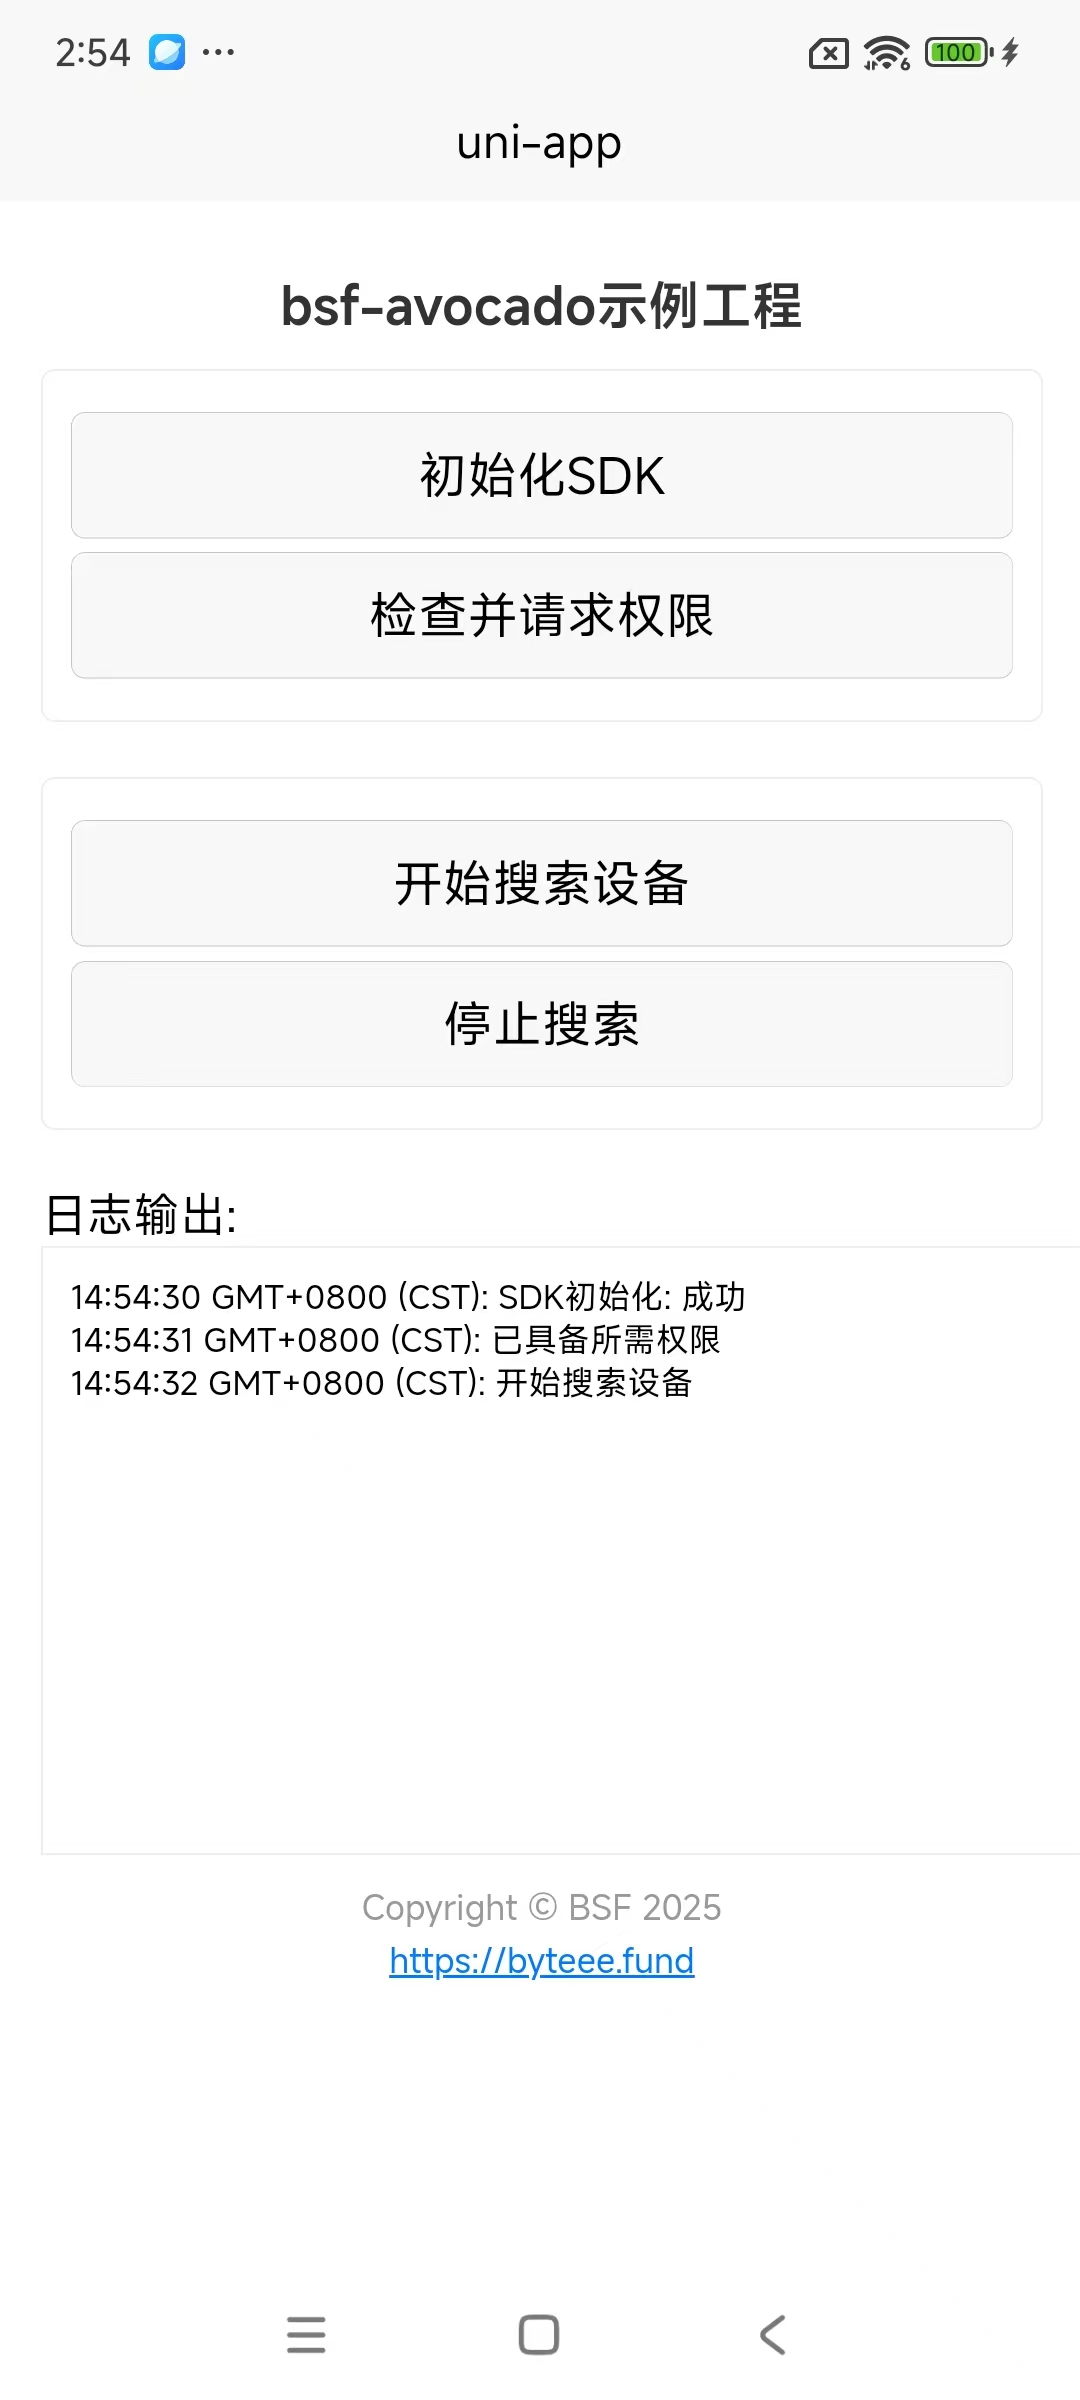 2:54
100
uni-app
bsf-avocado示例工程
初始化SDK
检查并请求权限
开始搜索设备
停止搜索
日志输出:
14:54:30 GMT+0800 (CST): SDK初始化: 成功
14:54:31 GMT+0800 (CST): 已具备所需权限
14:54:32 GMT+0800 (CST): 开始搜索设备
Copyright © BSF 2025
https://byteee.fund